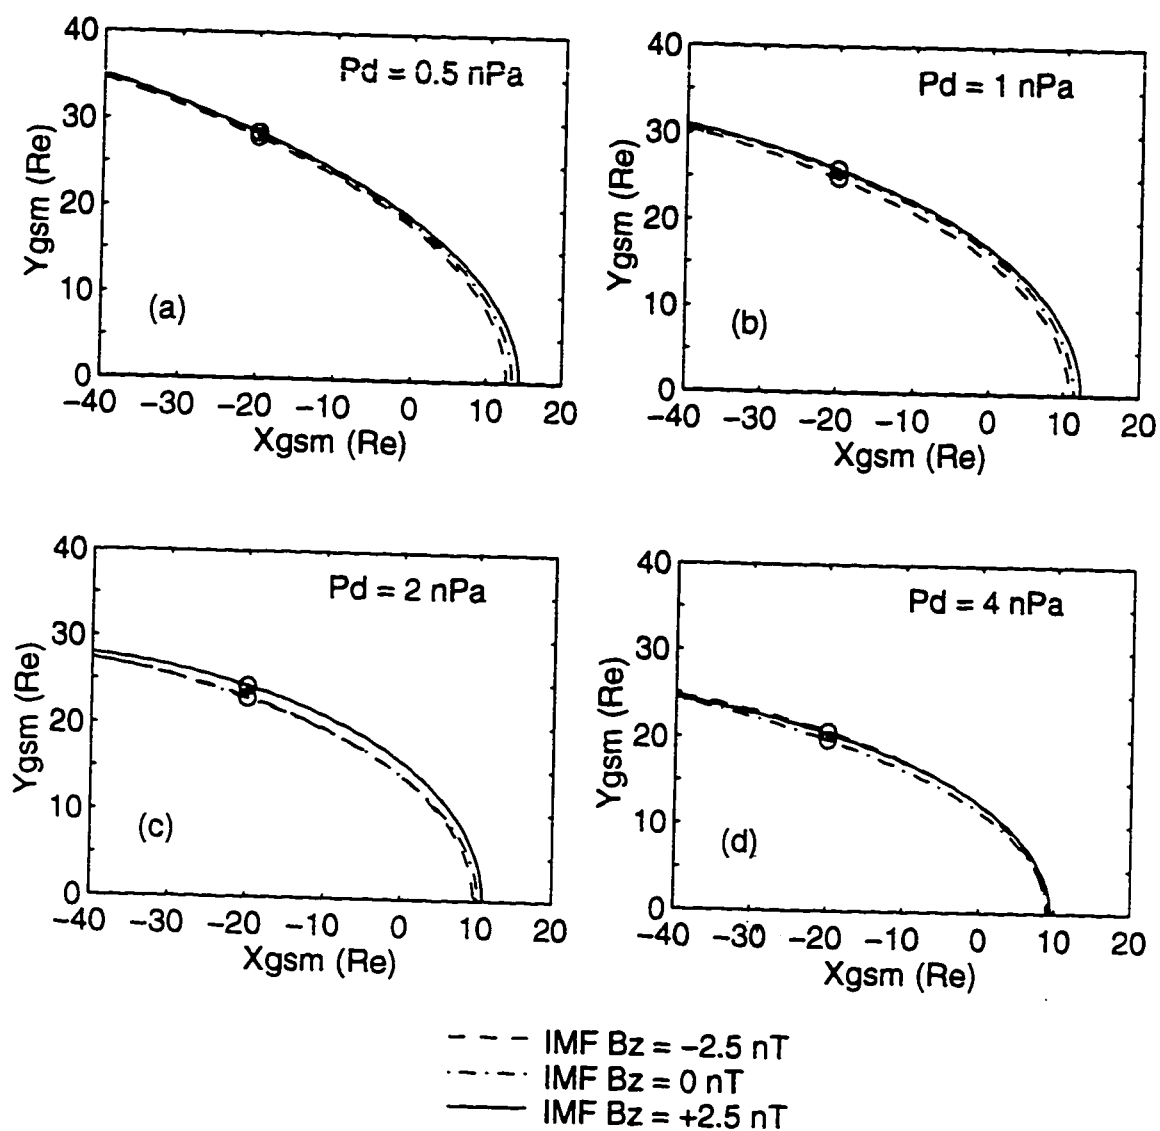 40
30
20
10
0
Ygsm (Re)
Pd = 0.5 nPa
(a)
−40 −30 −20 −10 0 10 20
Xgsm (Re)
40
30
20
10
0
Ygsm (Re)
Pd = 1 nPa
(b)
−40 −30 −20 −10 0 10 20
Xgsm (Re)
40
30
20
10
0
Ygsm (Re)
Pd = 2 nPa
(c)
−40 −30 −20 −10 0 10 20
Xgsm (Re)
40
30
20
10
0
Ygsm (Re)
Pd = 4 nPa
(d)
−40 −30 −20 −10 0 10 20
Xgsm (Re)
IMF Bz = −2.5 nT
IMF Bz = 0 nT
IMF Bz = +2.5 nT